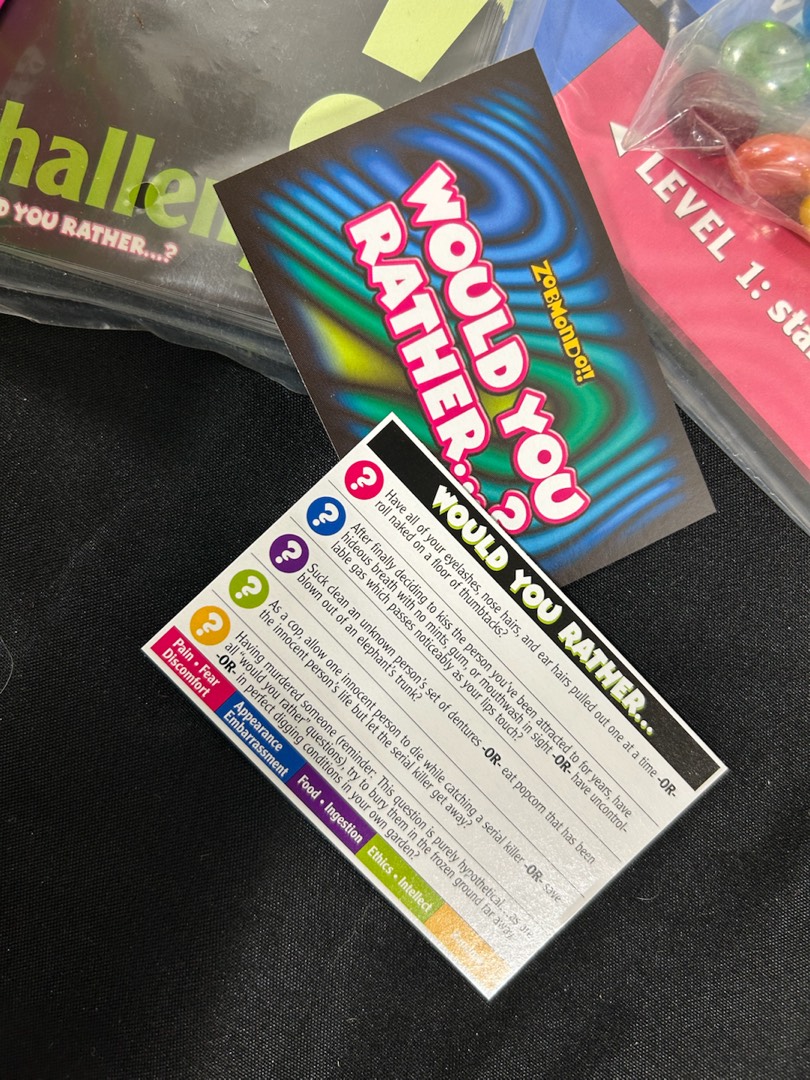 halleng
D YOU RATHER...?
ZOBMONDO!!
WOULD YOU
RATHER...?
LEVEL 1: sta
WOULD YOU RATHER...
? Have all of your eyelashes, nose hairs, and ear hairs pulled out one at a time -OR-
roll naked on a floor of thumbtacks?
? After finally deciding to kiss the person you've been attracted to for years, have
hideous breath with no mints, gum, or mouthwash in sight -OR- have uncontrol-
lable gas which passes noticeably as your lips touch?
? Suck clean an unknown person's set of dentures -OR- eat popcorn that has been
blown out of an elephant's trunk?
? As a cop, allow one innocent person to die while catching a serial killer -OR- save
the innocent person's life but let the serial killer get away?
? Having murdered someone (reminder: This question is purely hypothetical....as are
all "would you rather" questions), try to bury them in the frozen ground far away
-OR- in perfect digging conditions in your own garden?
Pain • Fear
Discomfort
Appearance
Embarrassment
Food • Ingestion
Ethics • Intellect